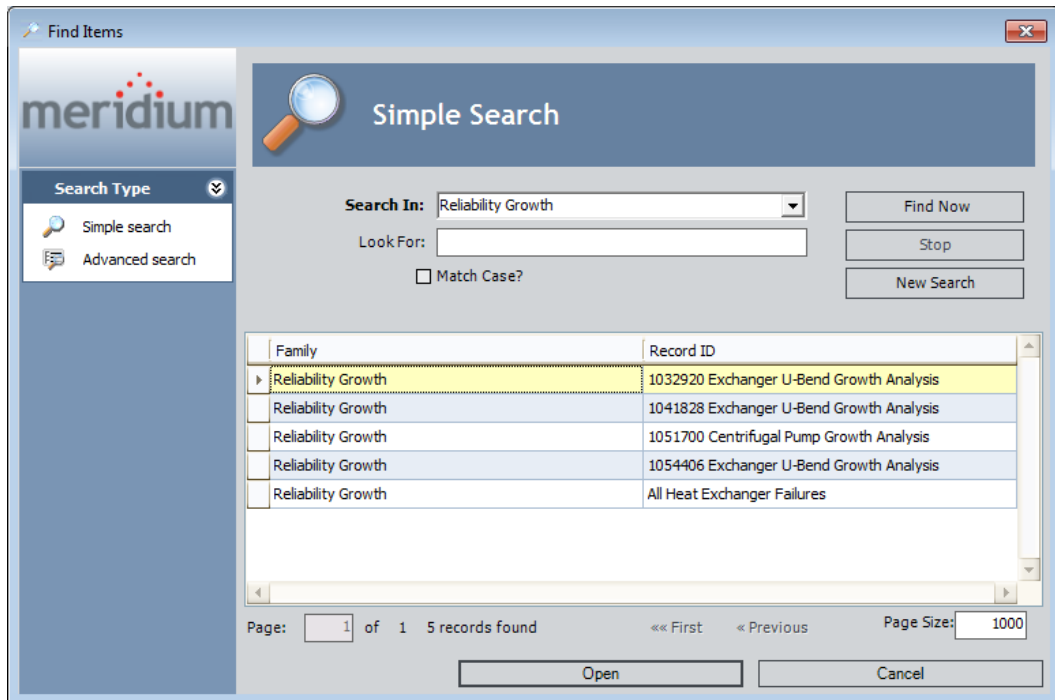 Find Items
meridium
Simple Search
Search Type
Simple search
Advanced search
Search In: Reliability Growth
Find Now
Look For:
Stop
Match Case?
New Search
Family Record ID
Reliability Growth 1032920 Exchanger U-Bend Growth Analysis
Reliability Growth 1041828 Exchanger U-Bend Growth Analysis
Reliability Growth 1051700 Centrifugal Pump Growth Analysis
Reliability Growth 1054406 Exchanger U-Bend Growth Analysis
Reliability Growth All Heat Exchanger Failures
Page: 1 of 1 5 records found «« First « Previous Page Size: 1000
Open Cancel